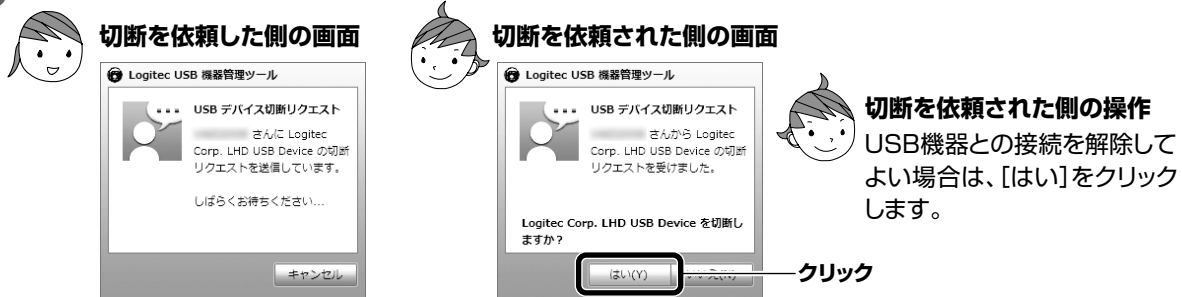 切断を依頼した側の画面
Logitec USB 機器管理ツール
USB デバイス切断リクエスト
さんに Logitec
Corp. LHD USB Device の切断
リクエストを送信しています。
しばらくお待ちください...
キャンセル
切断を依頼された側の画面
Logitec USB 機器管理ツール
USB デバイス切断リクエスト
さんから Logitec
Corp. LHD USB Device の切断
リクエストを受けました。
Logitec Corp. LHD USB Device を切断し
ますか？
はい(Y)
いいえ(N)
クリック
切断を依頼された側の操作
USB機器との接続を解除して
よい場合は、［はい］をクリック
します。